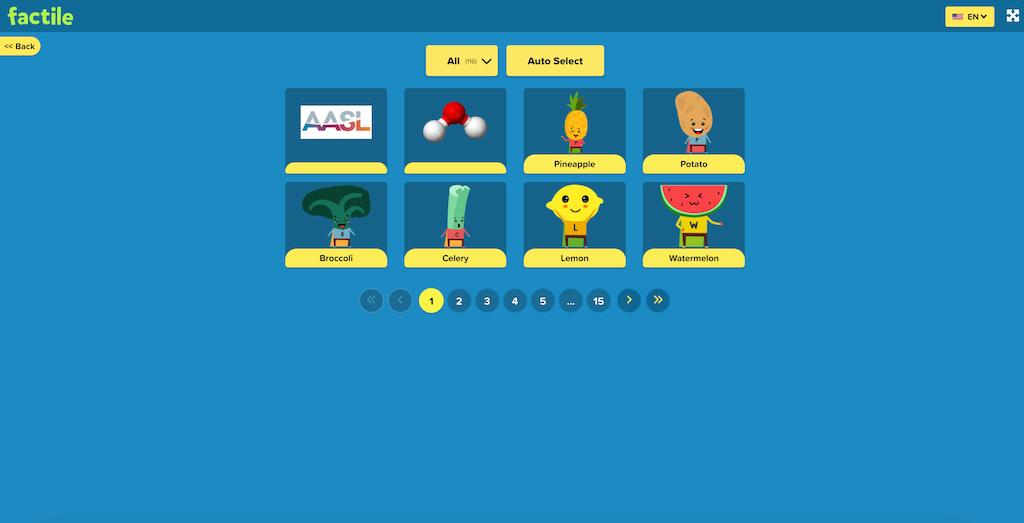 factile
EN
<< Back
All (116)
Auto Select
AASL
Pineapple
Potato
B
C
L
W
Broccoli
Celery
Lemon
Watermelon
« ‹ 1 2 3 4 5 ... 15 › »